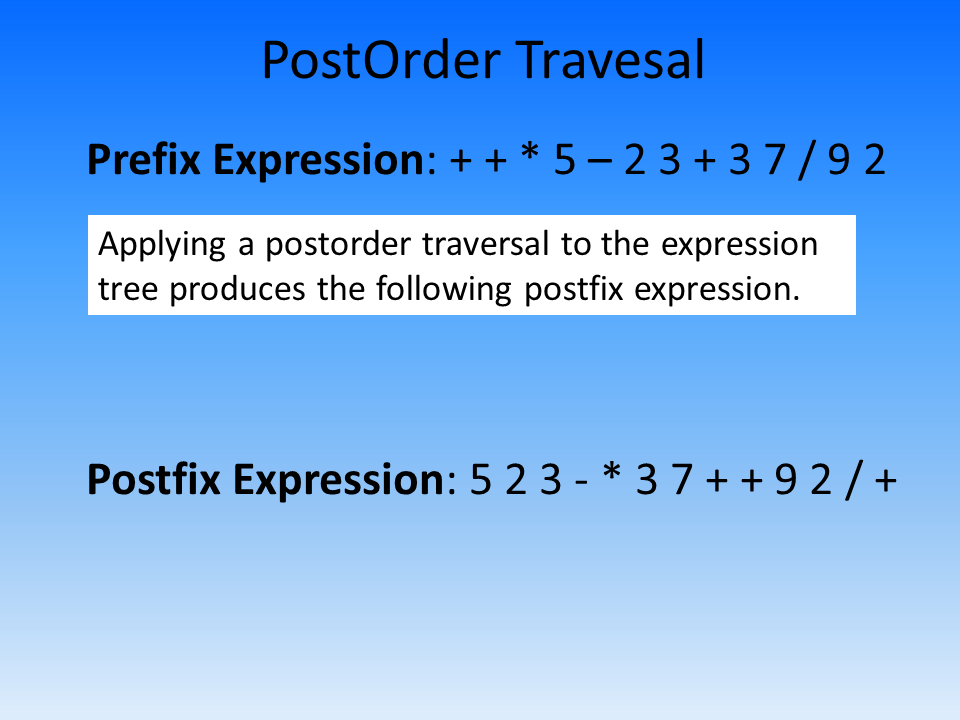 PostOrder Travesal
Prefix Expression: + + * 5 – 2 3 + 3 7 / 9 2
Applying a postorder traversal to the expression
tree produces the following postfix expression.
Postfix Expression: 5 2 3 - * 3 7 + + 9 2 / +